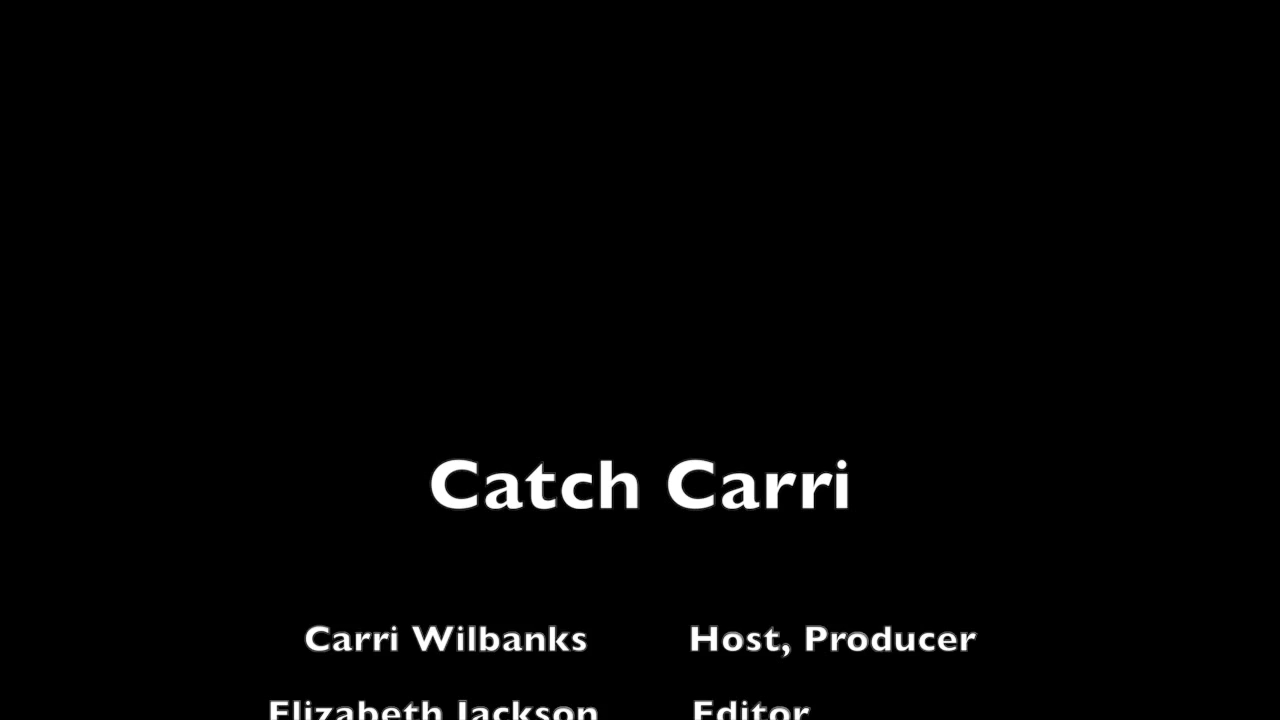 Catch Carri
Carri Wilbanks Host, Producer
Elizabeth Jackson Editor